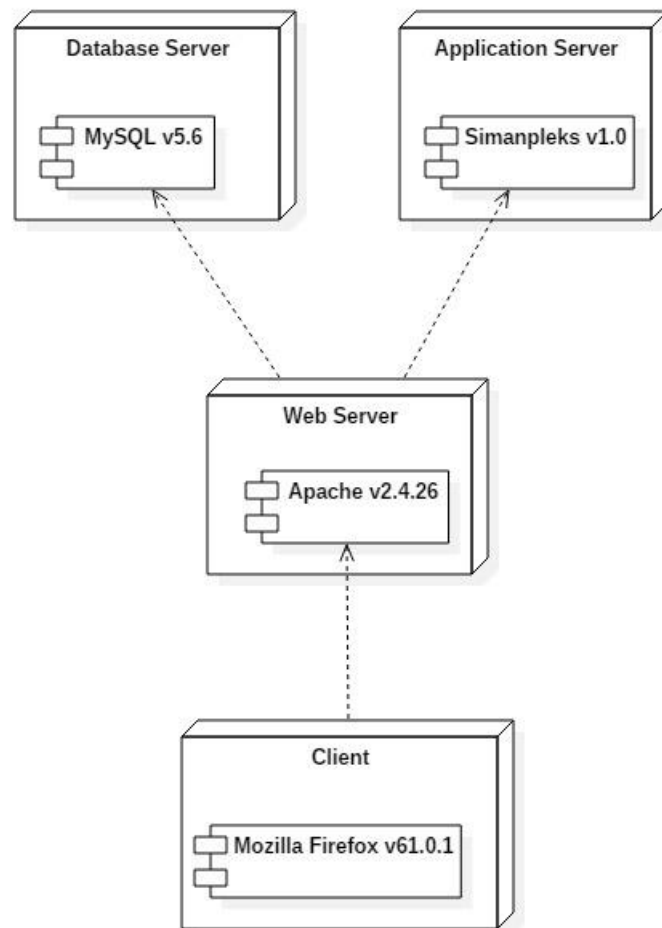 Database Server
MySQL v5.6
Application Server
Simanpleks v1.0
Web Server
Apache v2.4.26
Client
Mozilla Firefox v61.0.1